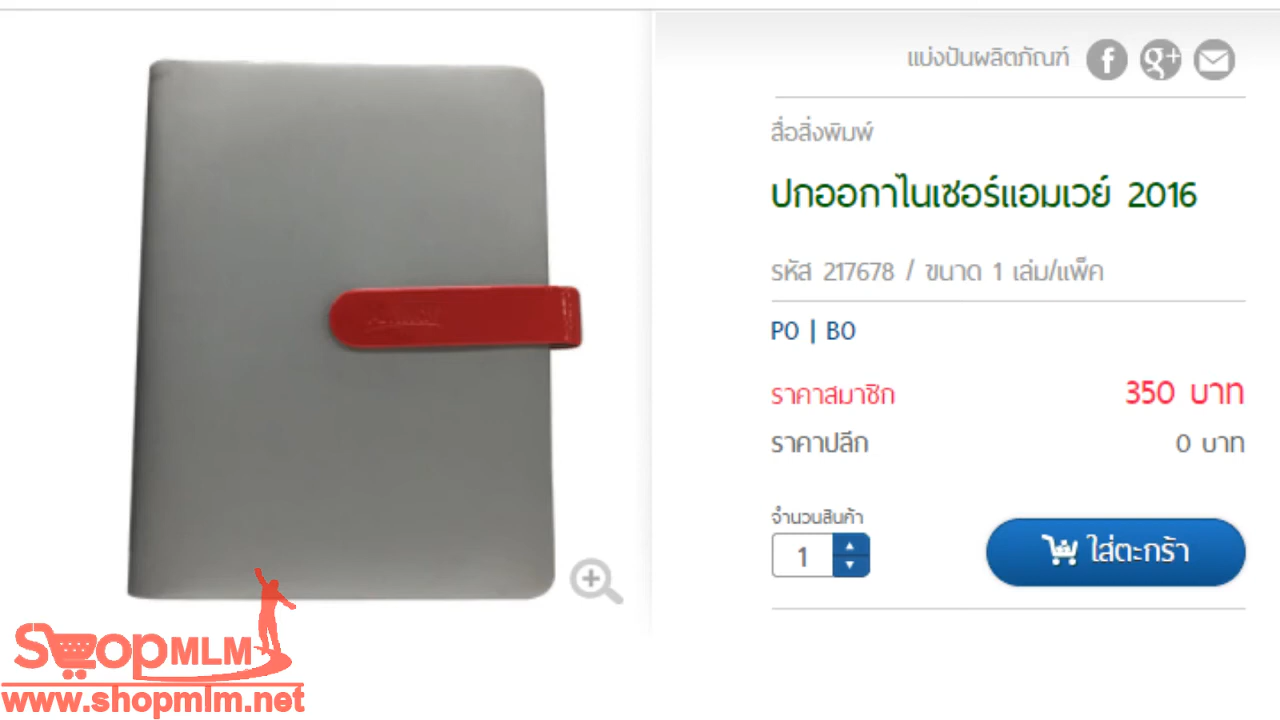 แบ่งปันผลิตภัณฑ์
สื่อสิ่งพิมพ์
ปกออกาไนเซอร์แอมเวย์ 2016
รหัส 217678 / ขนาด 1 เล่ม/แพ็ค
P0 | B0
ราคาสมาชิก 350 บาท
ราคาปลีก 0 บาท
จำนวนสินค้า
1
ใส่ตะกร้า
SHOPMLM
www.shopmlm.net